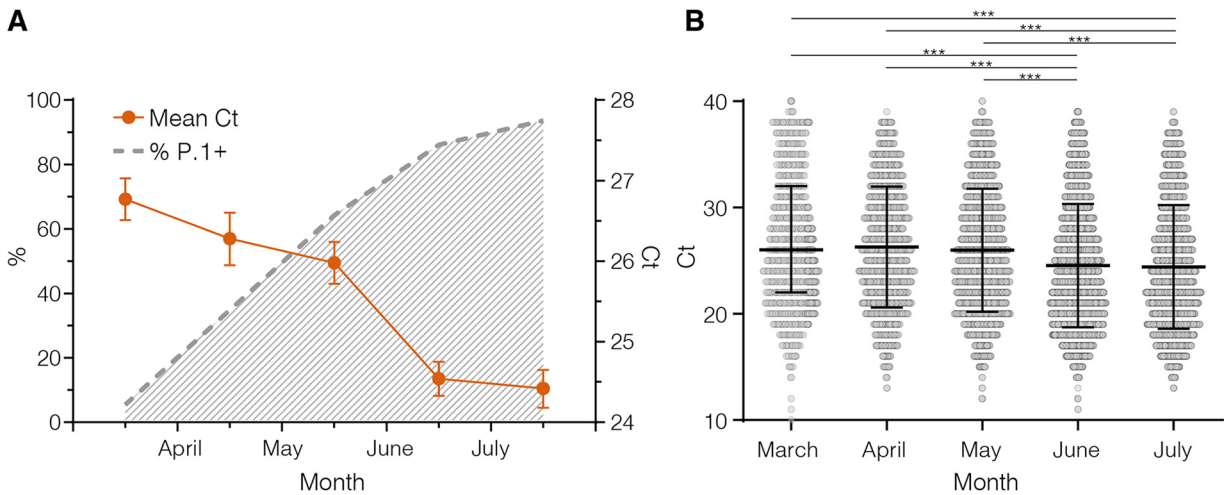 A
Mean Ct
% P.1+
100
80
60
40
20
0
%
28
27
26
25
24
Ct
April
May
June
July
Month
B
***
***
***
***
***
***
40
30
20
10
Ct
March
April
May
June
July
Month